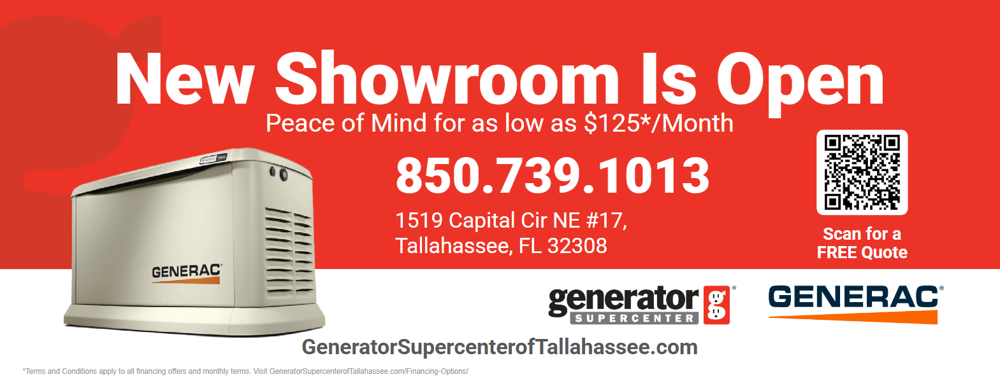 New Showroom Is Open
Peace of Mind for as low as $125*/Month
850.739.1013
1519 Capital Cir NE #17,
Tallahassee, FL 32308
Scan for a
FREE Quote
GENERAC®
generator®
SUPERCENTER
GENERAC®
GeneratorSupercenterofTallahassee.com
*Terms and Conditions apply to all financing offers and monthly terms. Visit GeneratorSupercenterofTallahassee.com/Financing-Options/